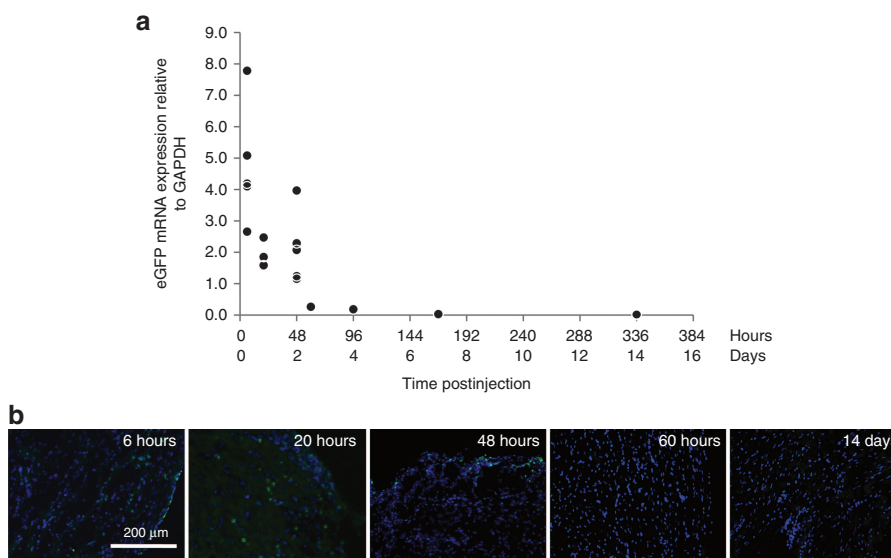 a
9.0
8.0
7.0
6.0
5.0
4.0
3.0
2.0
1.0
0.0
eGFP mRNA expression relative
to GAPDH
0 48 96 144 192 240 288 336 384 Hours
0 2 4 6 8 10 12 14 16 Days
Time postinjection
b
6 hours
200 μm
20 hours
48 hours
60 hours
14 day